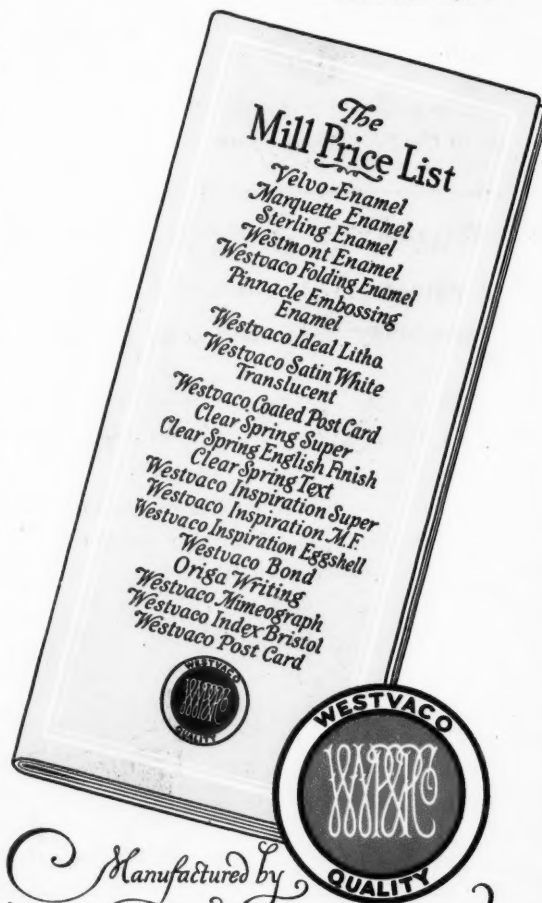 The
Mill Price List
Velvo-Enamel
Marquette Enamel
Sterling Enamel
Westmont Enamel
Westvaco Folding Enamel
Pinnacle Embossing
Enamel
Westvaco Ideal Litho
Westvaco Satin White
Translucent
Westvaco Coated Post Card
Clear Spring Super
Clear Spring English Finish
Clear Spring Text
Westvaco Inspiration Super
Westvaco Inspiration M.F.
Westvaco Inspiration Eggshell
Westvaco Bond
Origa Writing
Westvaco Mimeograph
Westvaco Index Bristol
Westvaco Post Card
WESTVACO
QUALITY
WESTVACO
QUALITY
Manufactured by